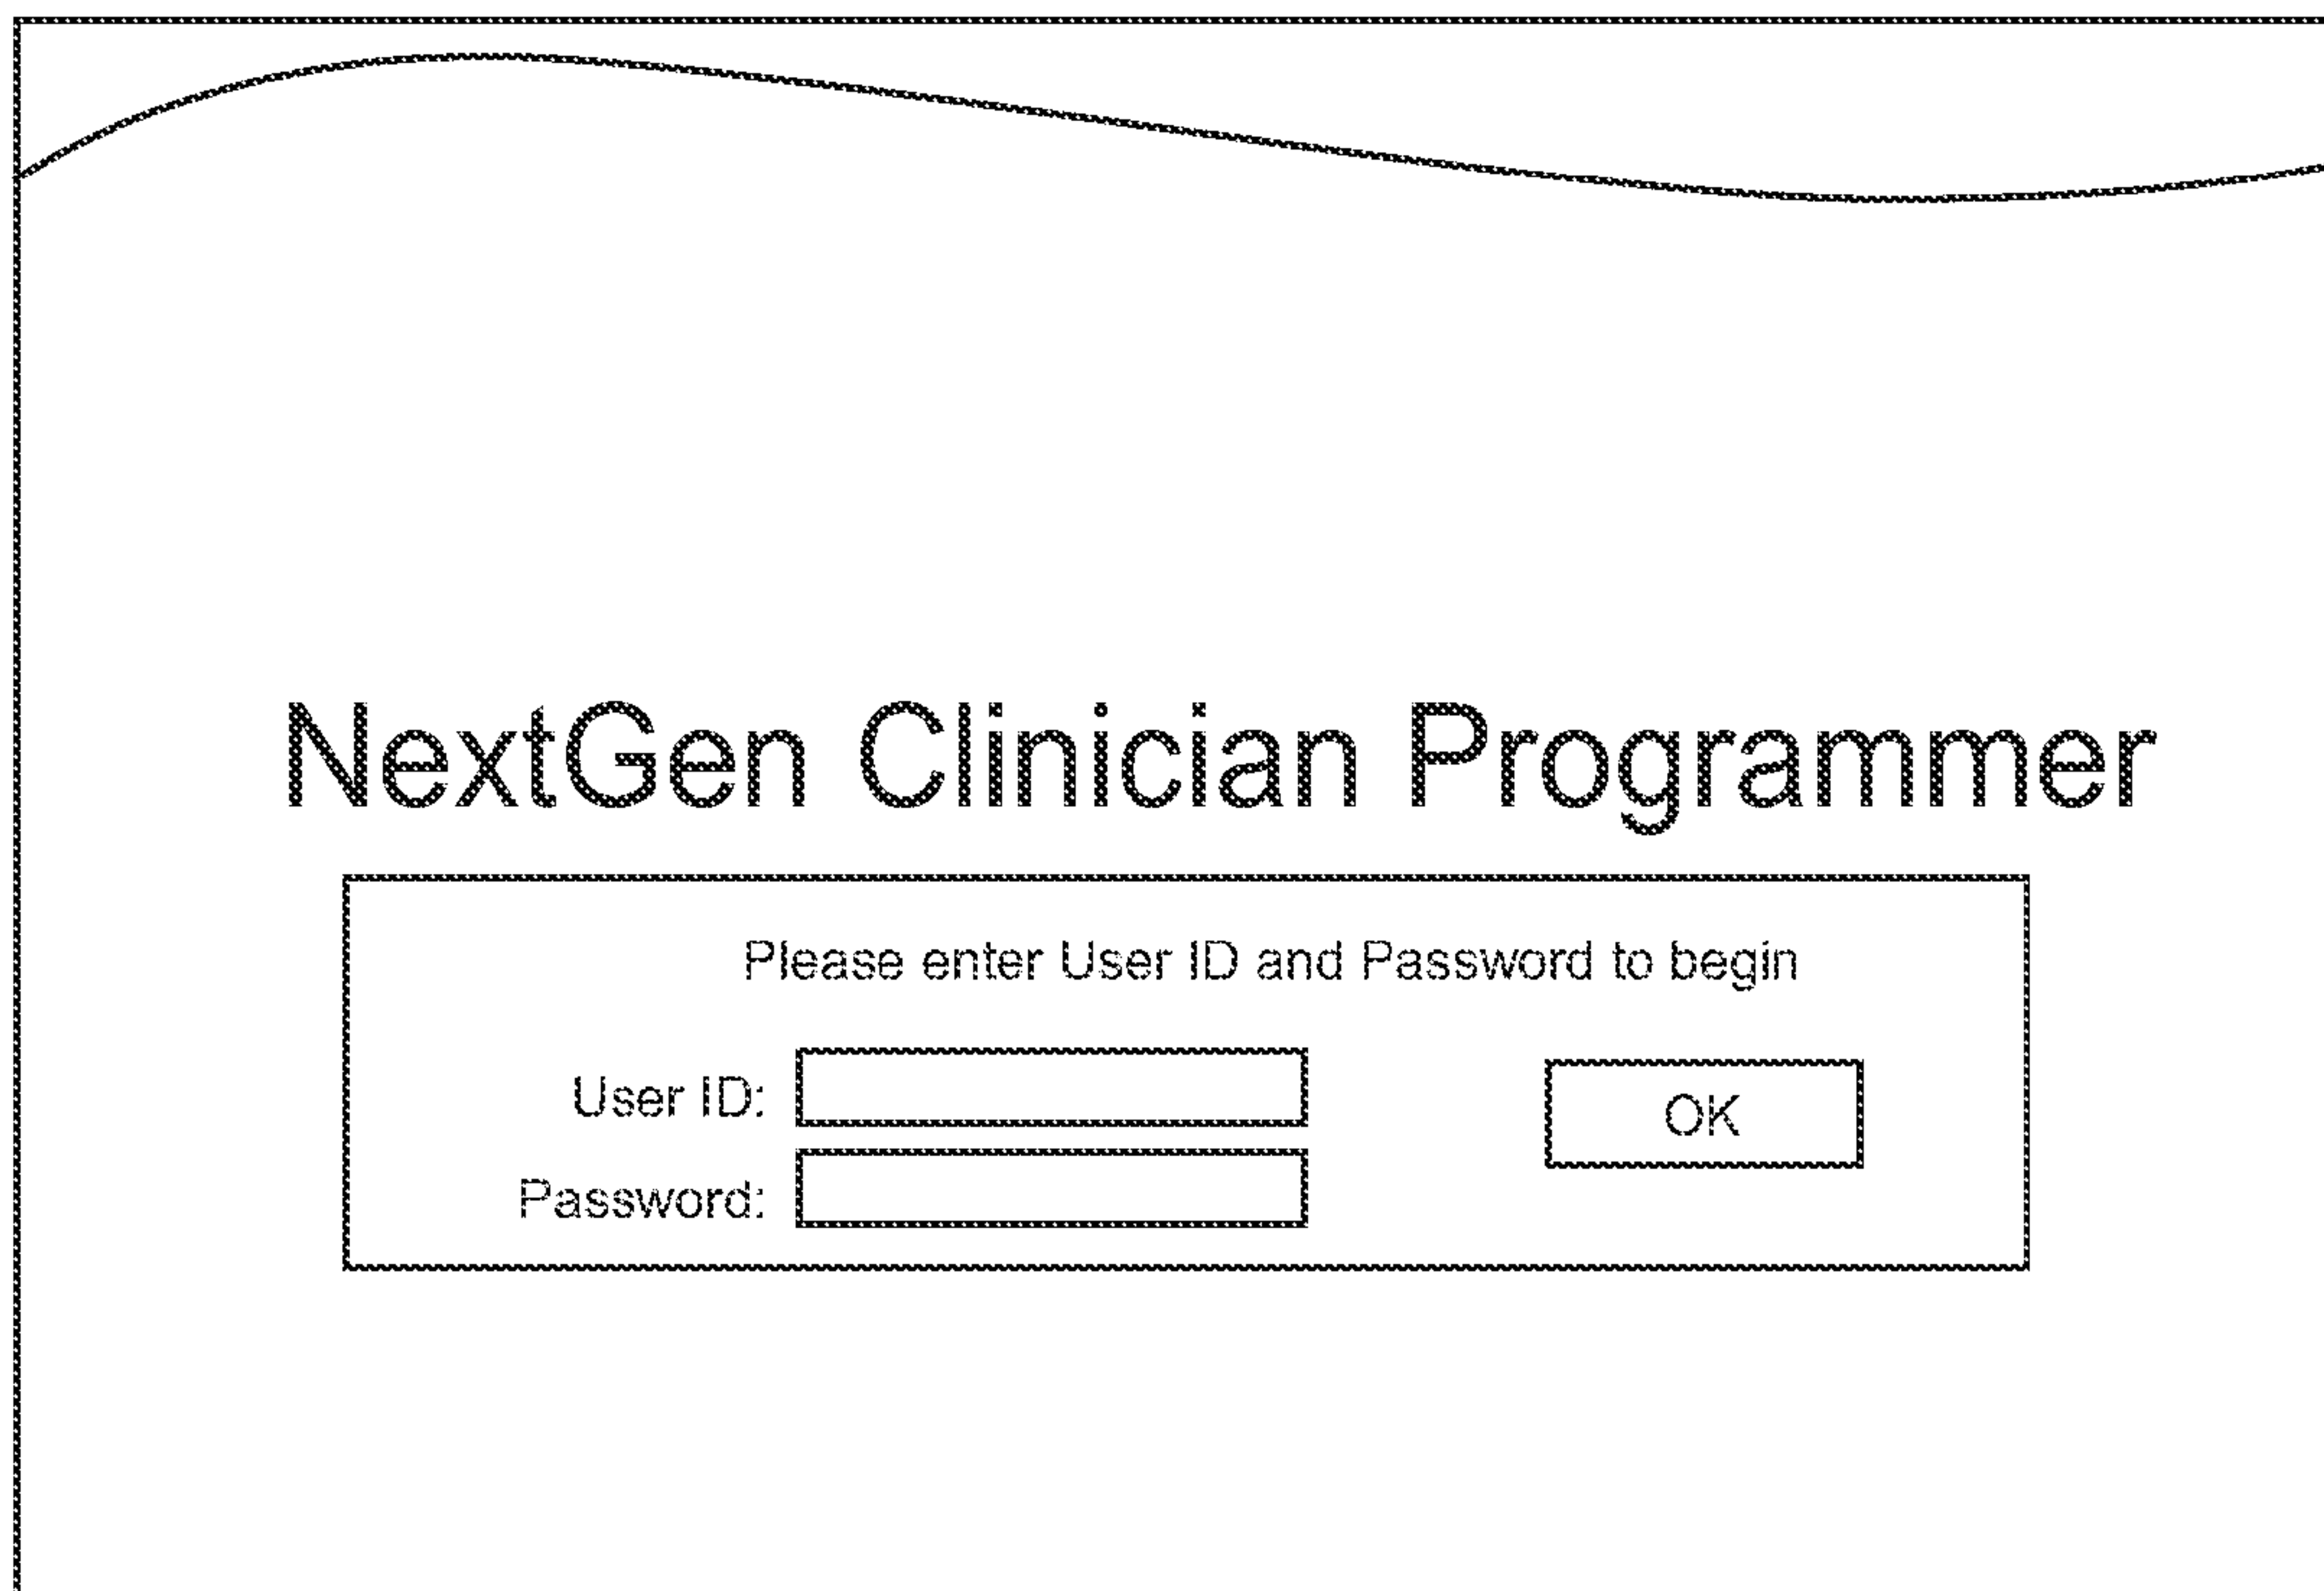 NextGen Clinician Programmer
Please enter User ID and Password to begin
User ID:
OK
Password: